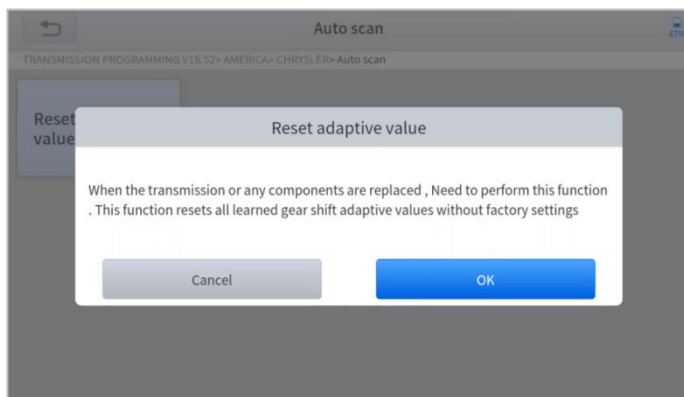 Auto scan
47%
TRANSMISSION PROGRAMMING V16.52> AMERICA> CHRYSLER> Auto scan
Reset
value
Reset adaptive value
When the transmission or any components are replaced , Need to perform this function
. This function resets all learned gear shift adaptive values without factory settings
Cancel
OK